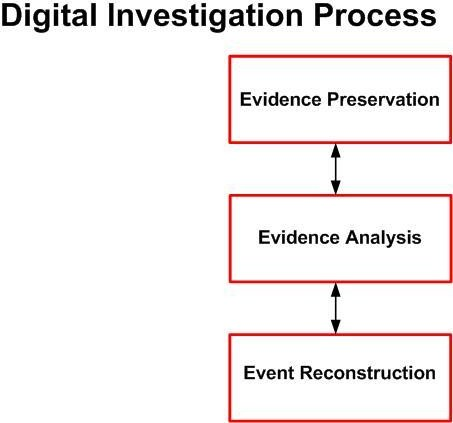 Digital Investigation Process
Evidence Preservation
Evidence Analysis
Event Reconstruction